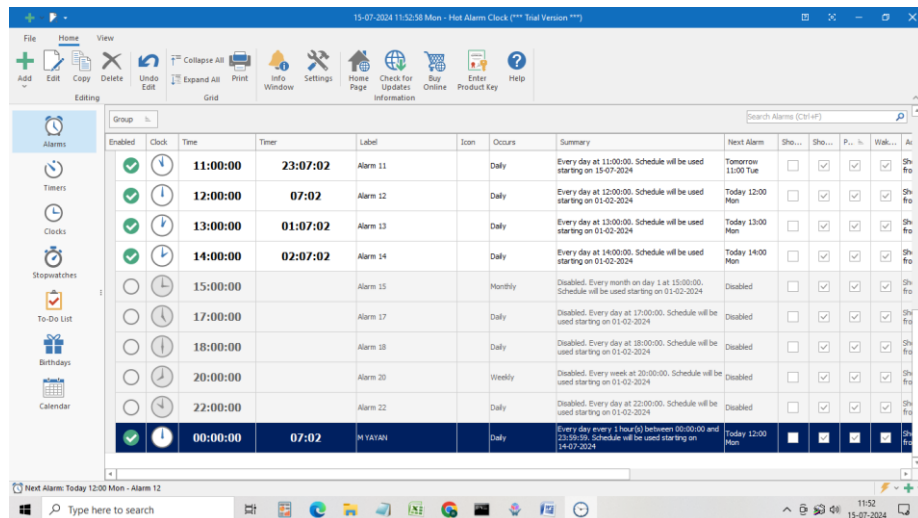 15-07-2024 11:52:58 Mon - Hot Alarm Clock (*** Trial Version ***)
File Home View
Add Edit Copy Delete Undo Edit
Collapse All
Expand All
Print
Info Window
Settings
Home Page
Check for Updates
Buy Online
Enter Product Key
Help
Editing Grid Information
Alarms
Timers
Clocks
Stopwatches
To-Do List
Birthdays
Calendar
Group
Search Alarms (Ctrl+F)
Enabled Clock Time Timer Label Icon Occurs Summary Next Alarm Sho... Sho... P... Wak...
11:00:00 23:07:02 Alarm 11 Daily Every day at 11:00:00. Schedule will be used Tomorrow
starting on 15-07-2024 11:00 Tue
12:00:00 07:02 Alarm 12 Daily Every day at 12:00:00. Schedule will be used Today 12:00
starting on 01-02-2024 Mon
13:00:00 01:07:02 Alarm 13 Daily Every day at 13:00:00. Schedule will be used Today 13:00
starting on 01-02-2024 Mon
14:00:00 02:07:02 Alarm 14 Daily Every day at 14:00:00. Schedule will be used Today 14:00
starting on 01-02-2024 Mon
15:00:00 Alarm 15 Monthly Disabled. Every month on day 1 at 15:00:00. Disabled
Schedule will be used starting on 01-02-2024
17:00:00 Alarm 17 Daily Disabled. Every day at 17:00:00. Schedule will be Disabled
used starting on 01-02-2024
18:00:00 Alarm 18 Daily Disabled. Every day at 18:00:00. Schedule will be Disabled
used starting on 01-02-2024
20:00:00 Alarm 20 Weekly Disabled. Every week at 20:00:00. Schedule will be Disabled
used starting on 01-02-2024
22:00:00 Alarm 22 Daily Disabled. Every day at 22:00:00. Schedule will be Disabled
used starting on 01-02-2024
00:00:00 07:02 M YAYAN Daily Every day every 1 hour(s) between 00:00:00 and Today 12:00
23:59:59. Schedule will be used starting on Mon
14-07-2024
Next Alarm: Today 12:00 Mon - Alarm 12
Type here to search
11:52
15-07-2024